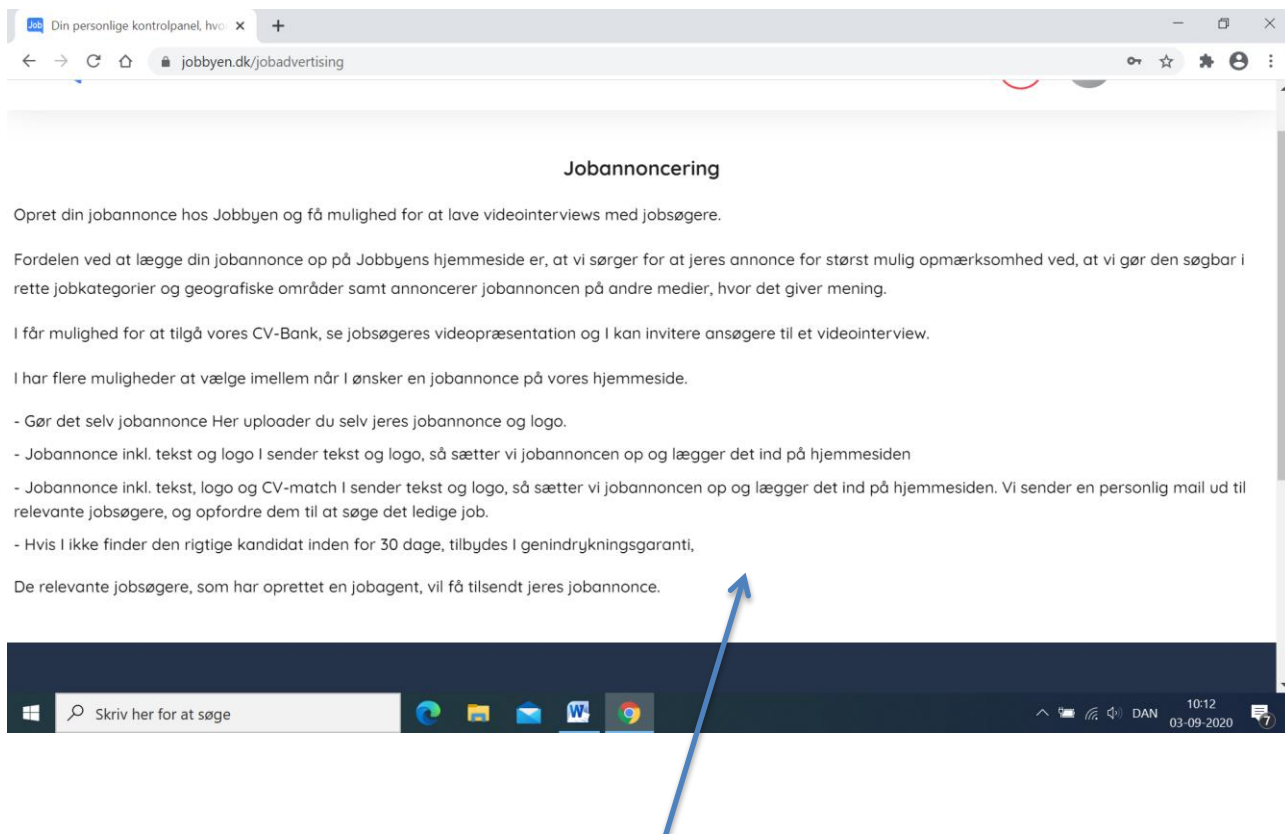 Job Din personlige kontrolpanel, hvo
jobbyen.dk/jobadvertising
Jobannoncering
Opret din jobannonce hos Jobbyen og få mulighed for at lave videointerviews med jobsøgere.
Fordelen ved at lægge din jobannonce op på Jobbyens hjemmeside er, at vi sørger for at jeres annonce for størst mulig opmærksomhed ved, at vi gør den søgbar i
rette jobkategorier og geografiske områder samt annoncerer jobannoncen på andre medier, hvor det giver mening.
I får mulighed for at tilgå vores CV-Bank, se jobsøgeres videopræsentation og I kan invitere ansøgere til et videointerview.
I har flere muligheder at vælge imellem når I ønsker en jobannonce på vores hjemmeside.
- Gør det selv jobannonce Her uploader du selv jeres jobannonce og logo.
- Jobannonce inkl. tekst og logo I sender tekst og logo, så sætter vi jobannoncen op og lægger det ind på hjemmesiden
- Jobannonce inkl. tekst, logo og CV-match I sender tekst og logo, så sætter vi jobannoncen op og lægger det ind på hjemmesiden. Vi sender en personlig mail ud til
relevante jobsøgere, og opfordre dem til at søge det ledige job.
- Hvis I ikke finder den rigtige kandidat inden for 30 dage, tilbydes I genindrykningsgaranti,
De relevante jobsøgere, som har oprettet en jobagent, vil få tilsendt jeres jobannonce.
Skriv her for at søge
W
DAN
10:12
03-09-2020
7